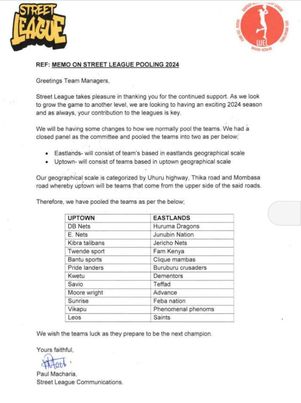 STREET
LEAGUE
REF: MEMO ON STREET LEAGUE POOLING 2024
Greetings Team Managers,
Street League takes pleasure in thanking you for the continued support. As we look
to grow the game to another level, we are looking to having an exciting 2024 season
and as always, your contribution to the leagues is key.
We will be having some changes to how we normally pool the teams. We had a
closed panel as the committee and pooled the teams into two as per below;
• Eastlands- will consist of team's based in eastlands geographical scale
• Uptown- will consist of teams based in uptown geographical scale
Our geographical scale is categorized by Uhuru highway, Thika road and Mombasa
road whereby uptown will be teams that come from the upper side of the said roads.
Therefore, we have pooled the teams as per the below;
UPTOWN EASTLANDS
DB Nets Huruma Dragons
E. Nets Junubin Nation
Kibra talibans Jericho Nets
Twende sport Fam Kenya
Bantu sports Clique mambas
Pride landers Buruburu crusaders
Kwetu Dementors
Savio Teffad
Moore wright Advance
Sunrise Feba nation
Vikapu Phenomenal phenoms
Leos Saints
We wish the teams luck as they prepare to be the next champion.
Yours faithful,
Paul Macharia,
Street League Communications.